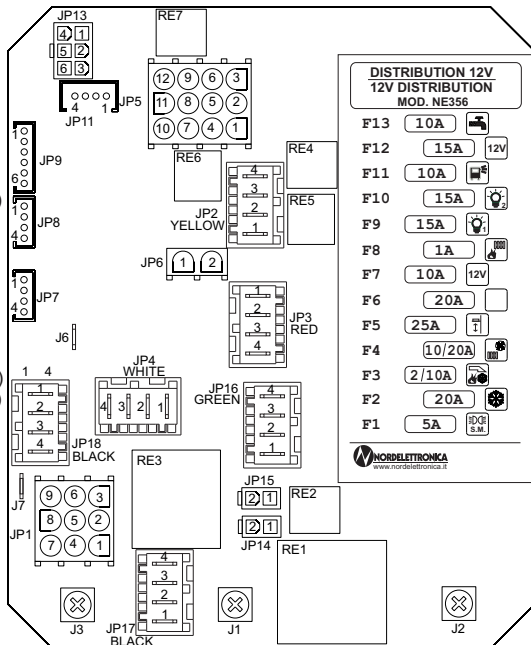 RE7
JP13
4 1
5 2
6 3
4 1
JP11
JP5
12 9 6 3
11 8 5 2
10 7 4 1
1
6
JP9
RE6
RE4
RE5
JP2
YELLOW
4
3
2
1
1
4
JP8
JP6
1 2
1
4
JP7
J6
1
2
3
4
JP3
RED
JP4
WHITE
4 3 2 1
1 4
1
2
3
4
JP18
BLACK
JP16
GREEN
4
3
2
1
J7
RE3
JP15
2 1
RE2
JP1
9 6 3
8 5 2
7 4 1
2 1
JP14
RE1
4
3
2
1
J3
JP17
BLACK
J1
J2
DISTRIBUTION 12V
12V DISTRIBUTION
MOD. NE356
F13 10A
F12 15A 12V
F11 10A
F10 15A 2
F9 15A 1
F8 1A
F7 10A 12V
F6 20A
F5 25A
F4 10/20A
F3 2/10A
F2 20A
F1 5A S.M.
NORDELETTRONICA
www.nordelettronica.it